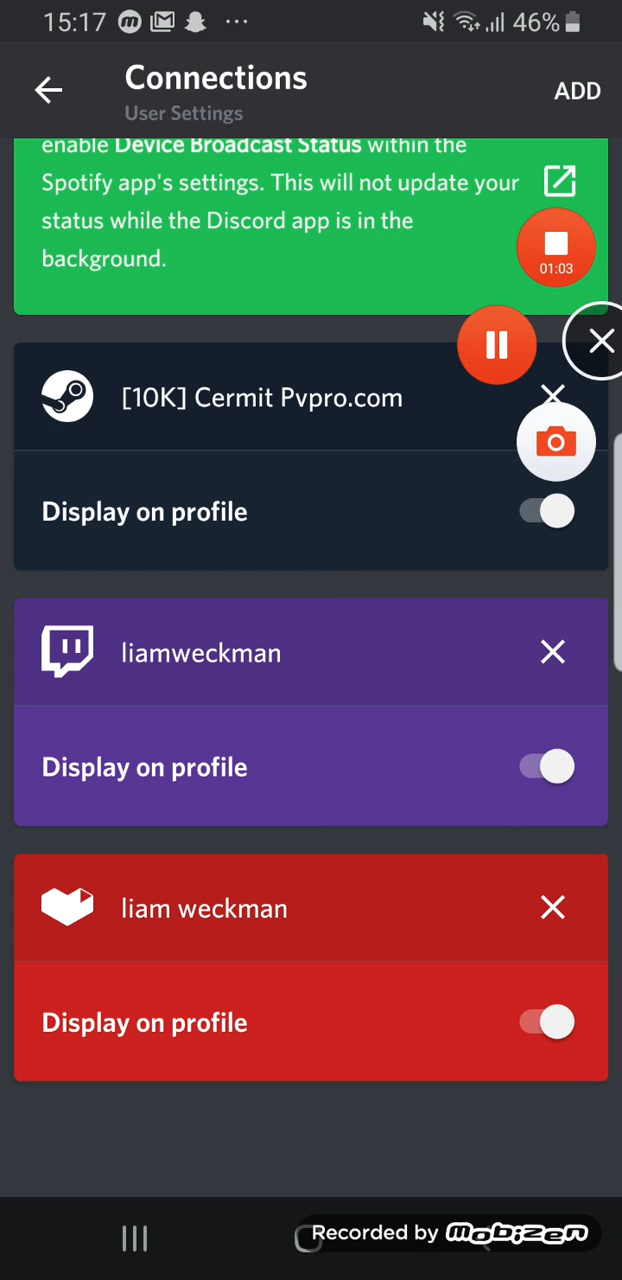 15:17
46%
Connections
User Settings
ADD
enable Device Broadcast Status within the
Spotify app's settings. This will not update your
status while the Discord app is in the
background.
01:03
[10K] Cermit Pvpro.com
Display on profile
liamweckman
Display on profile
liam weckman
Display on profile
Recorded by mobizen